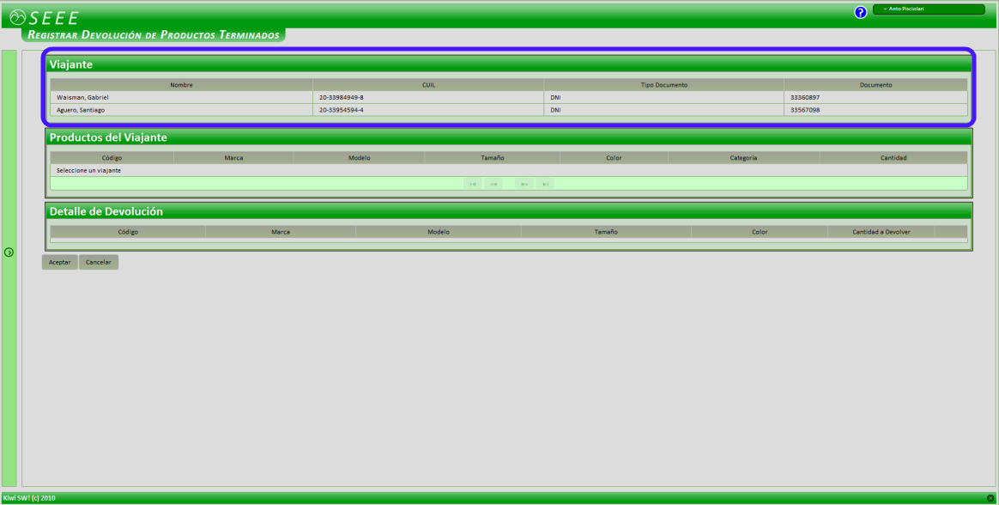 SEEE
? – Anto Pisciolari
Registrar Devolución de Productos Terminados
Viajante
Nombre CUIL Tipo Documento Documento
Waisman, Gabriel 20-33984949-8 DNI 33360897
Aguero, Santiago 20-33954594-4 DNI 33567098
Productos del Viajante
Código Marca Modelo Tamaño Color Categoria Cantidad
Seleccione un viajante
Detalle de Devolución
Código Marca Modelo Tamaño Color Cantidad a Devolver
Aceptar Cancelar
Kiwi SW! (c) 2010